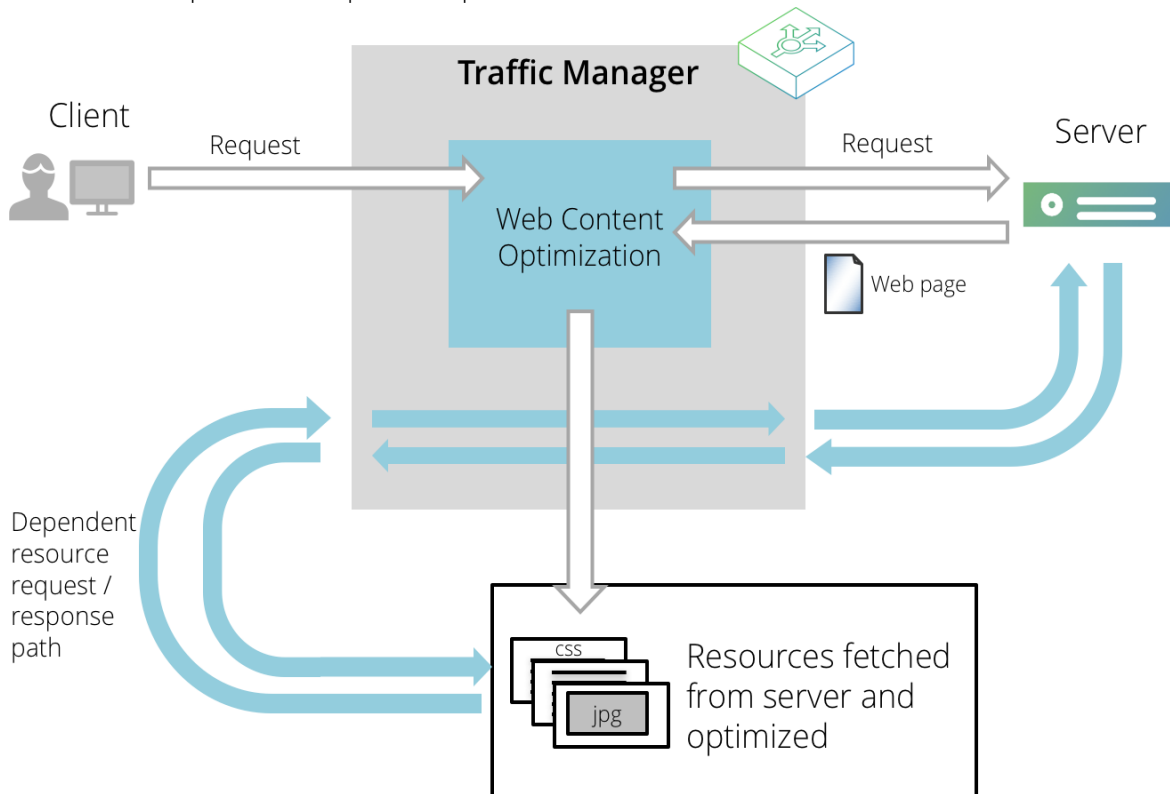 Traffic Manager
Client
Request
Request
Server
Web Content
Optimization
Web page
Dependent
resource
request /
response
path
css
jpg
Resources fetched
from server and
optimized